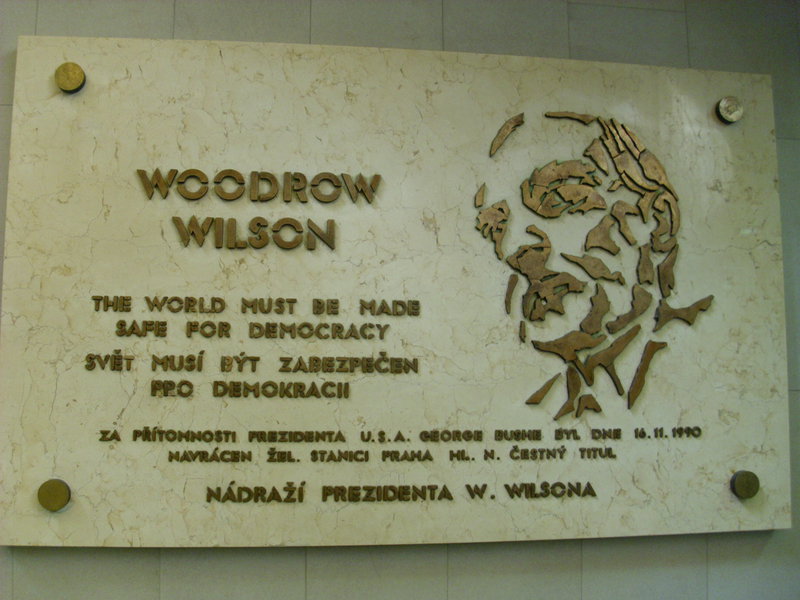 WOODROW
WILSON
THE WORLD MUST BE MADE
SAFE FOR DEMOCRACY
SVĚT MUSÍ BÝT ZABEZPEČEN
PRO DEMOKRACII
ZA PŘÍTOMNOSTI PREZIDENTA U.S.A. GEORGE BUSHE BYL DNE 16.11.1990
NAVRÁCEN ŽEL. STANICI PRAHA HL. N. ČESTNÝ TITUL
NÁDRAŽÍ PREZIDENTA W. WILSONA